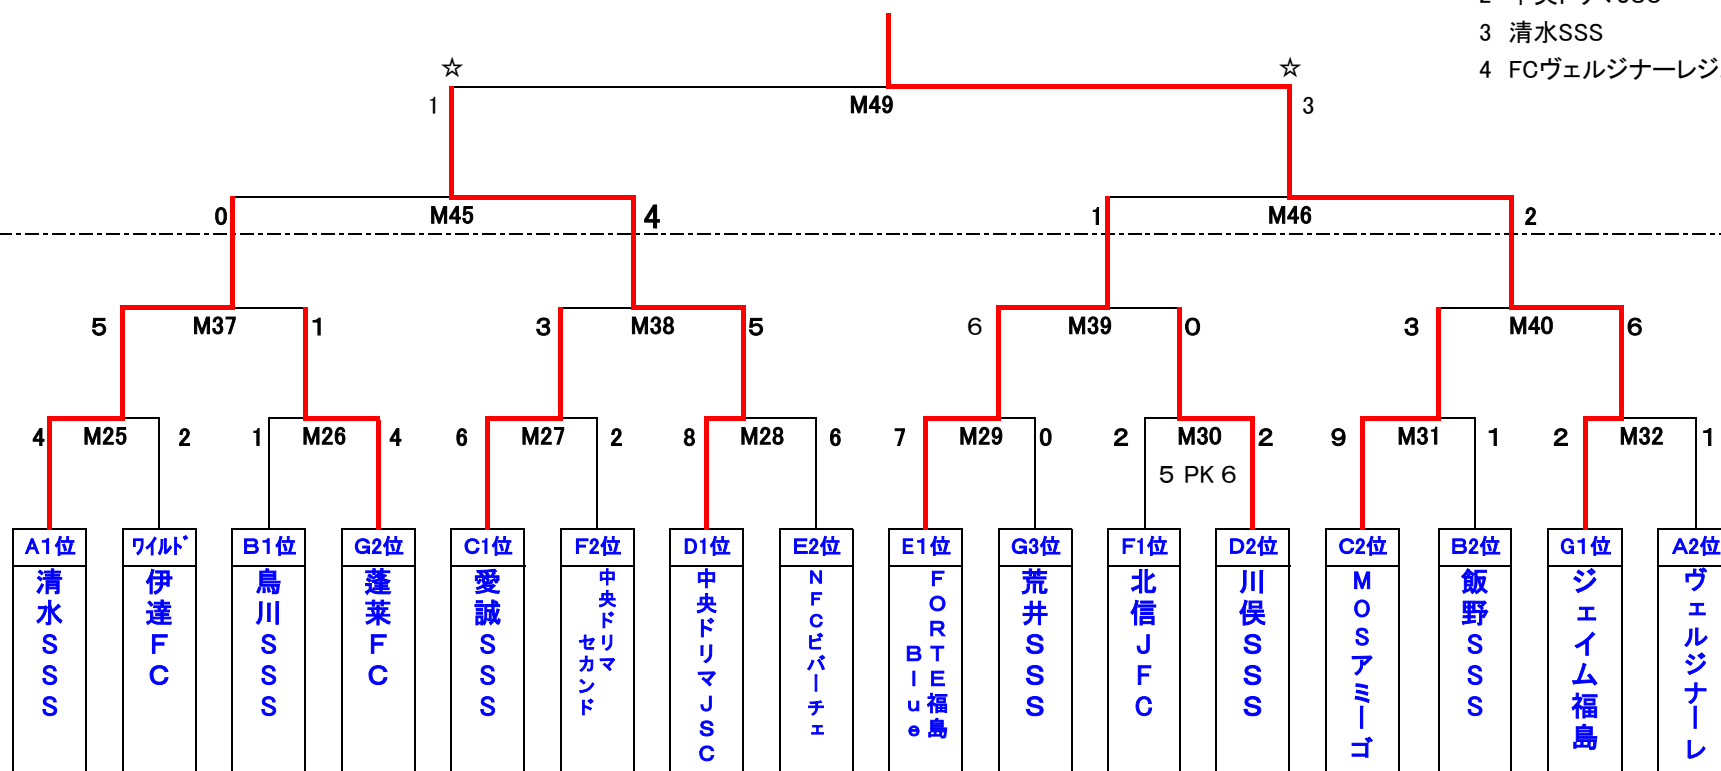 3 清水SSS
4 FCヴェルジナーレジ
☆ ☆
1 M49 3
0 M45 4 1 M46 2
5 M37 1 3 M38 5 6 M39 0 3 M40 6
4 M25 2 1 M26 4 6 M27 2 8 M28 6 7 M29 0 2 M30 2 9 M31 1 2 M32 1
5 PK 6
A1位 ワイルド B1位 G2位 C1位 F2位 D1位 E2位 E1位 G3位 F1位 D2位 C2位 B2位 G1位 A2位
清水SSS
伊達FC
鳥川SSS
蓬莱FC
愛誠SSS
中央ドリマ
セカンド
中央ドリマJSC
NFCビバーチェ
FORTE福島
Blue
荒井SSS
北信JFC
川俣SSS
MOSアミーゴ
飯野SSS
ジェイム福島
ヴェルジナーレ